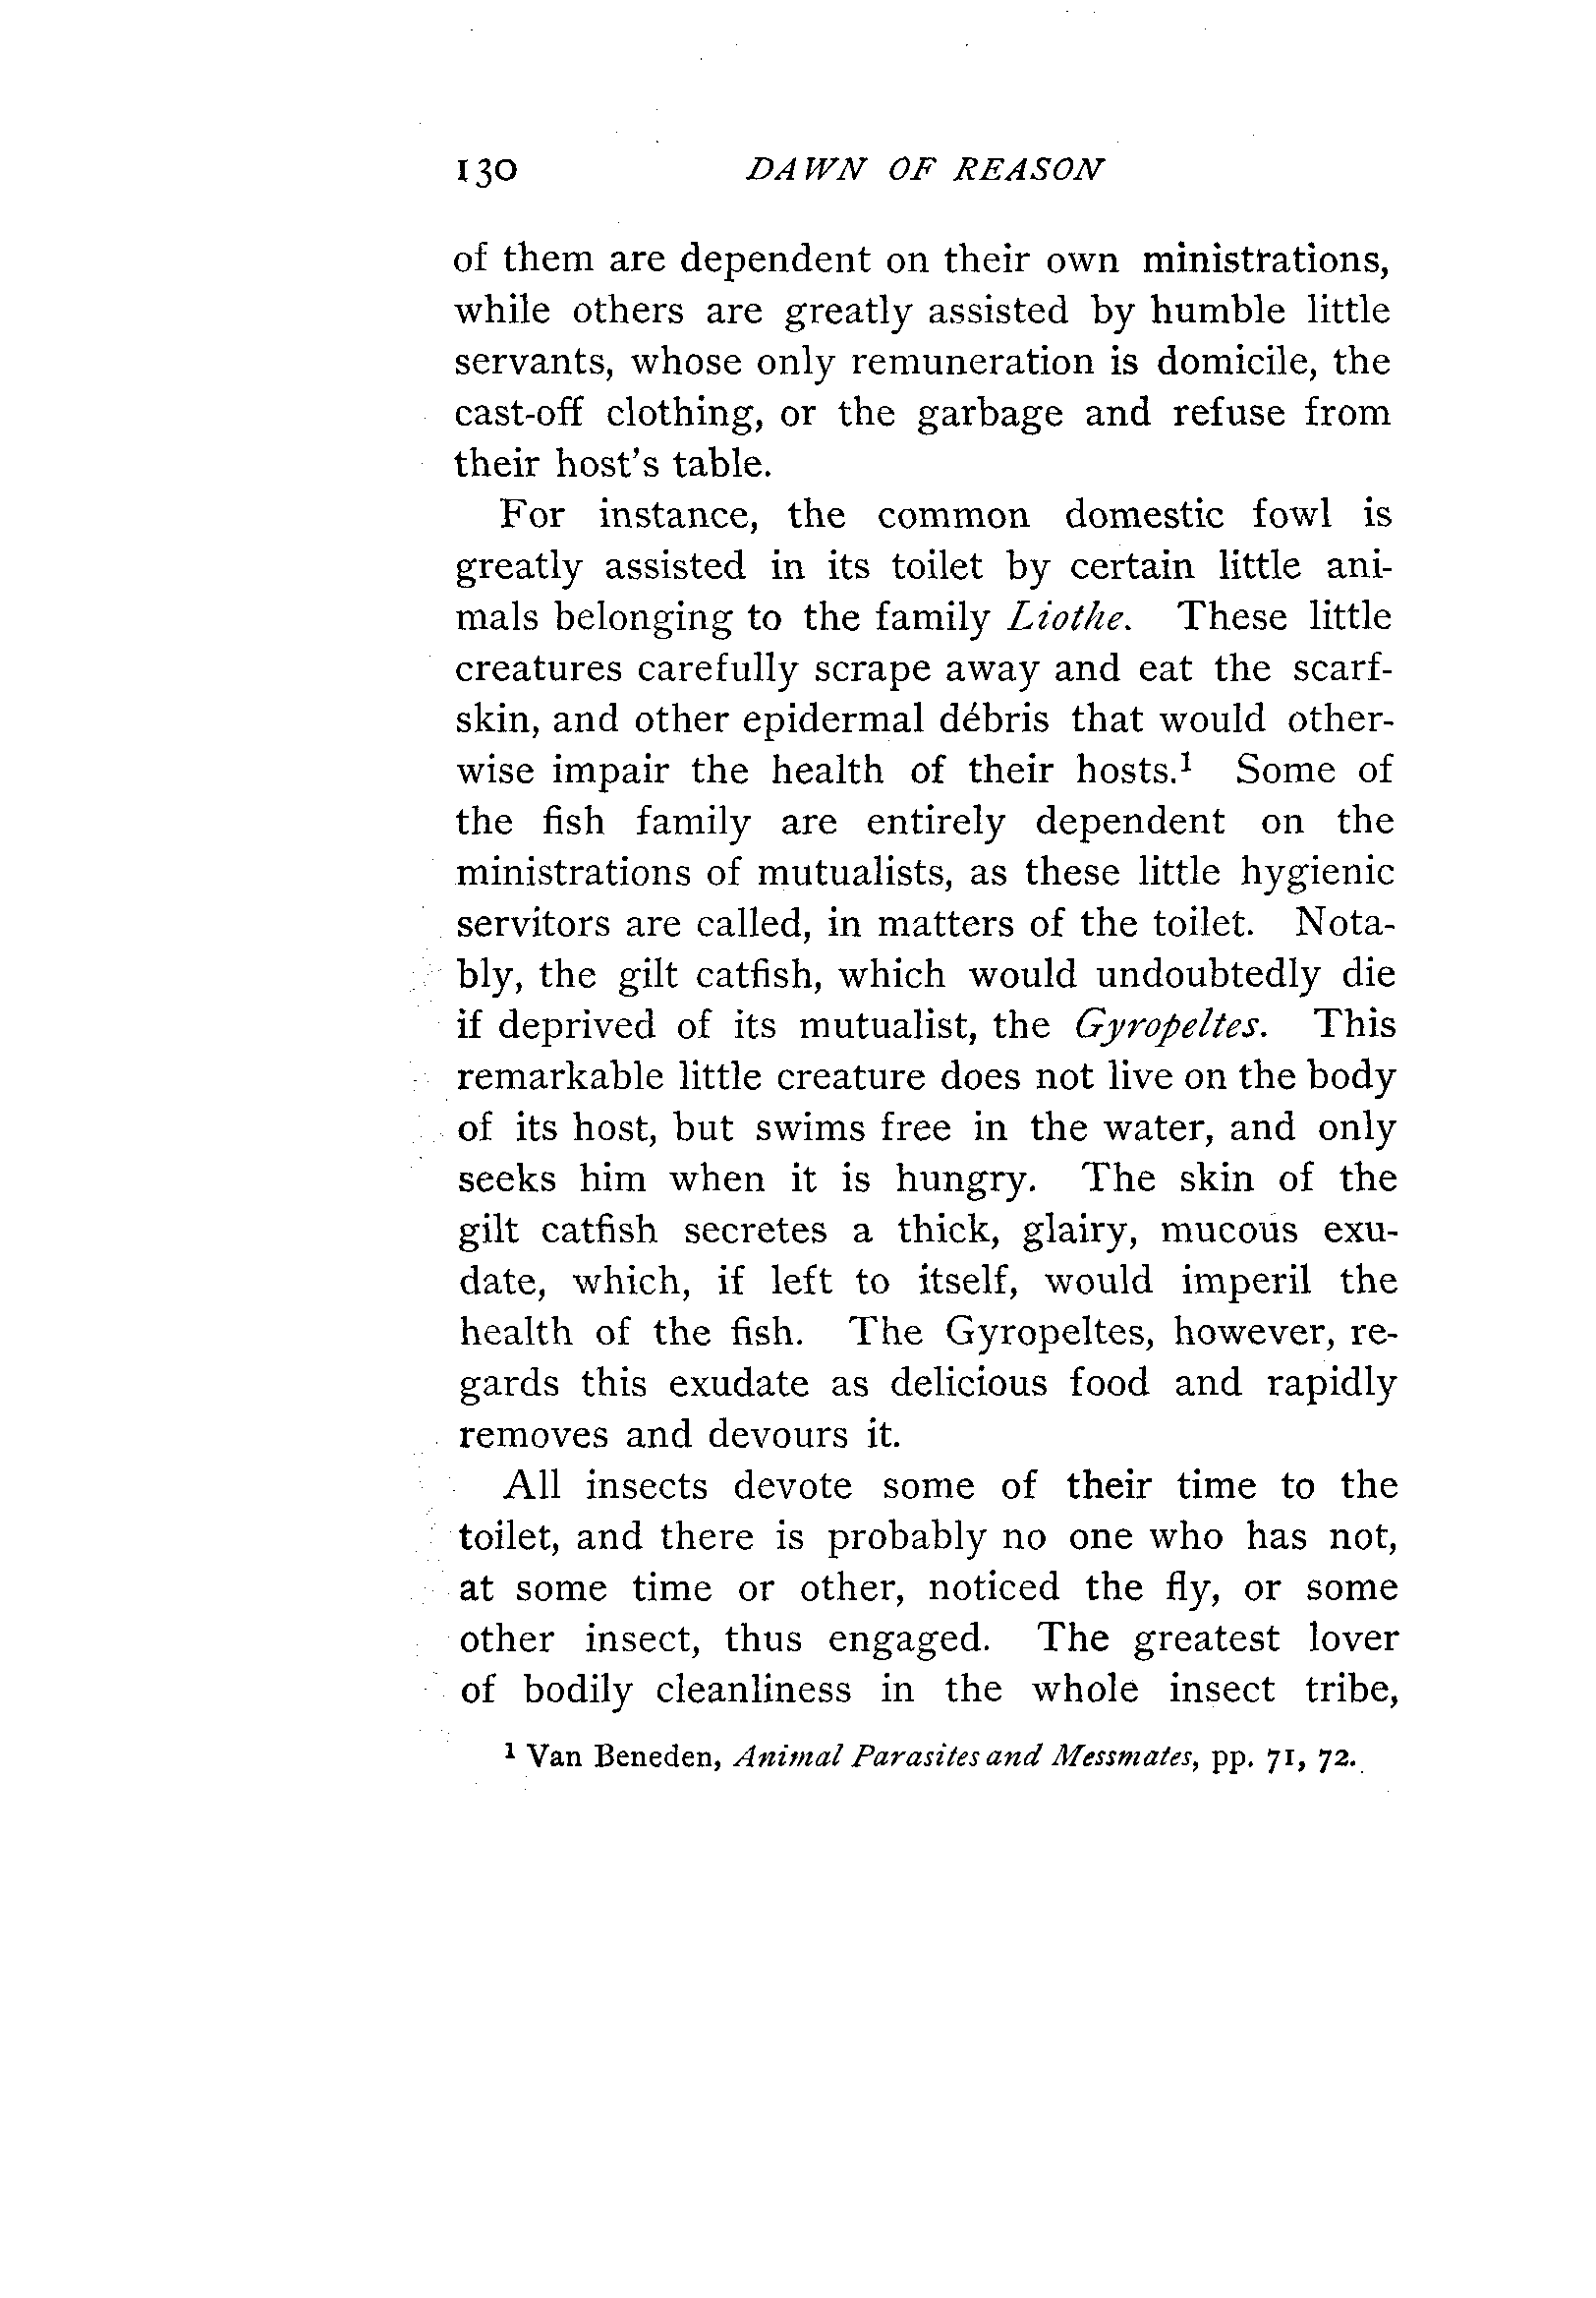 130 DAWN OF REASON
of them are dependent on their own ministrations,
while others are greatly assisted by humble little
servants, whose only remuneration is domicile, the
cast-off clothing, or the garbage and refuse from
their host's table.
For instance, the common domestic fowl is
greatly assisted in its toilet by certain little ani-
mals belonging to the family Liothe. These little
creatures carefully scrape away and eat the scarf-
skin, and other epidermal débris that would other-
wise impair the health of their hosts.¹ Some of
the fish family are entirely dependent on the
ministrations of mutualists, as these little hygienic
servitors are called, in matters of the toilet. Nota-
bly, the gilt catfish, which would undoubtedly die
if deprived of its mutualist, the Gyropeltes. This
remarkable little creature does not live on the body
of its host, but swims free in the water, and only
seeks him when it is hungry. The skin of the
gilt catfish secretes a thick, glairy, mucous exu-
date, which, if left to itself, would imperil the
health of the fish. The Gyropeltes, however, re-
gards this exudate as delicious food and rapidly
removes and devours it.
All insects devote some of their time to the
toilet, and there is probably no one who has not,
at some time or other, noticed the fly, or some
other insect, thus engaged. The greatest lover
of bodily cleanliness in the whole insect tribe,
¹ Van Beneden, Animal Parasites and Messmates, pp. 71, 72.